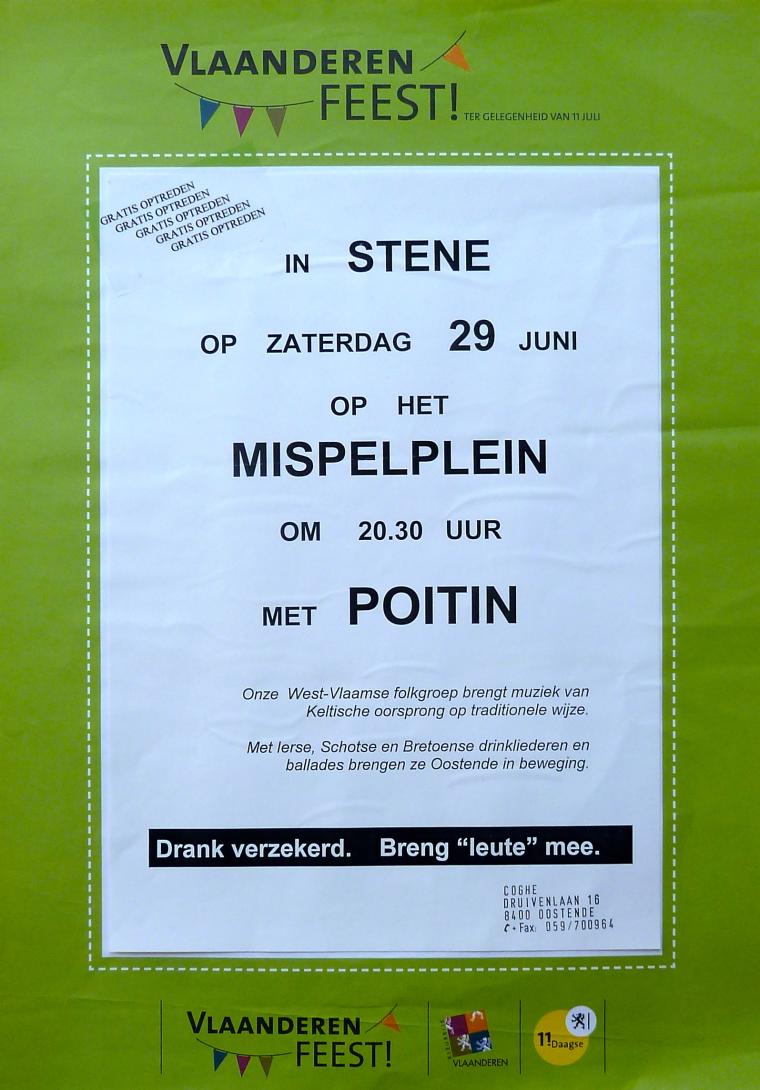 VLAANDEREN
FEEST! TER GELEGENHEID VAN 11 JULI
GRATIS OPTREDEN
GRATIS OPTREDEN
GRATIS OPTREDEN
GRATIS OPTREDEN
GRATIS OPTREDEN
IN STENE
OP ZATERDAG 29 JUNI
OP HET
MISPELPLEIN
OM 20.30 UUR
MET POITIN
Onze West-Vlaamse folkgroep brengt muziek van
Keltische oorsprong op traditionele wijze.
Met Ierse, Schotse en Bretoense drinkliederen en
ballades brengen ze Oostende in beweging.
Drank verzekerd. Breng “leute” mee.
COGHE
DRUIVENLAAN 16
8400 OOSTENDE
+ Fax: 059/700964
VLAANDEREN
FEEST!
VLAANDEREN
11Daagse